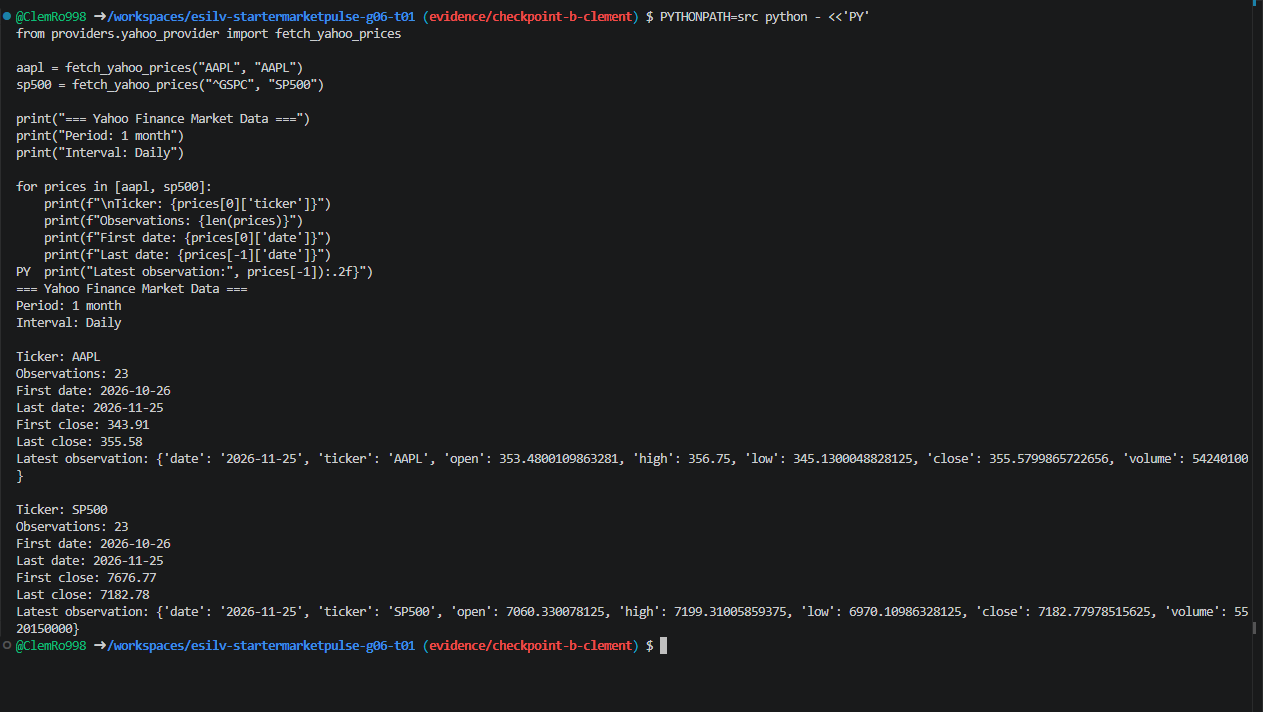 @ClemRo998 ➜/workspaces/esilv-startermarketpulse-g06-t01 (evidence/checkpoint-b-clement) $ PYTHONPATH=src python - <<'PY'
from providers.yahoo_provider import fetch_yahoo_prices
aapl = fetch_yahoo_prices("AAPL", "AAPL")
sp500 = fetch_yahoo_prices("^GSPC", "SP500")
print("=== Yahoo Finance Market Data ===")
print("Period: 1 month")
print("Interval: Daily")
for prices in [aapl, sp500]:
    print(f"\nTicker: {prices[0]['ticker']}")
    print(f"Observations: {len(prices)}")
    print(f"First date: {prices[0]['date']}")
    print(f"Last date: {prices[-1]['date']}")
PY  print("Latest observation:", prices[-1]):.2f}")
=== Yahoo Finance Market Data ===
Period: 1 month
Interval: Daily
Ticker: AAPL
Observations: 23
First date: 2026-10-26
Last date: 2026-11-25
First close: 343.91
Last close: 355.58
Latest observation: {'date': '2026-11-25', 'ticker': 'AAPL', 'open': 353.4800109863281, 'high': 356.75, 'low': 345.1300048828125, 'close': 355.5799865722656, 'volume': 54240100
}
Ticker: SP500
Observations: 23
First date: 2026-10-26
Last date: 2026-11-25
First close: 7676.77
Last close: 7182.78
Latest observation: {'date': '2026-11-25', 'ticker': 'SP500', 'open': 7060.330078125, 'high': 7199.31005859375, 'low': 6970.10986328125, 'close': 7182.77978515625, 'volume': 55
20150000}
@ClemRo998 ➜/workspaces/esilv-startermarketpulse-g06-t01 (evidence/checkpoint-b-clement) $